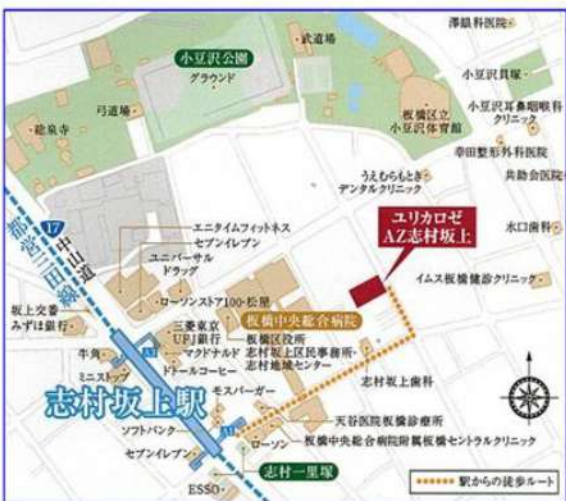 澤眼科医院
武道場
小豆沢公園
グラウンド
小豆沢貝塚
弓道場
小豆沢耳鼻咽喉科
クリニック
板橋区立
小豆沢体育館
総泉寺
幸田整形外科医院
うえむらもとき
デンタルクリニック
共助会医院
ユリカロゼ
AZ志村坂上
17
中山道
都営三田線
エニタイムフィットネス
セブンイレブン
水口歯科
ユニバーサル
ドラッグ
イムス板橋健診クリニック
ローソンストア100・松屋
坂上交番
みずほ銀行
板橋中央総合病院
三菱東京
UFJ銀行
板橋区役所
志村坂上区民事務所・
志村地域センター
A3
マクドナルド
牛角
ドトールコーヒー
ミニストップ
志村坂上歯科
志村坂上駅
モスバーガー
天谷医院板橋診療所
ソフトバンク
A1
ローソン
板橋中央総合病院附属板橋セントラルクリニック
セブンイレブン
志村一里塚
ESSO
駅からの徒歩ルート